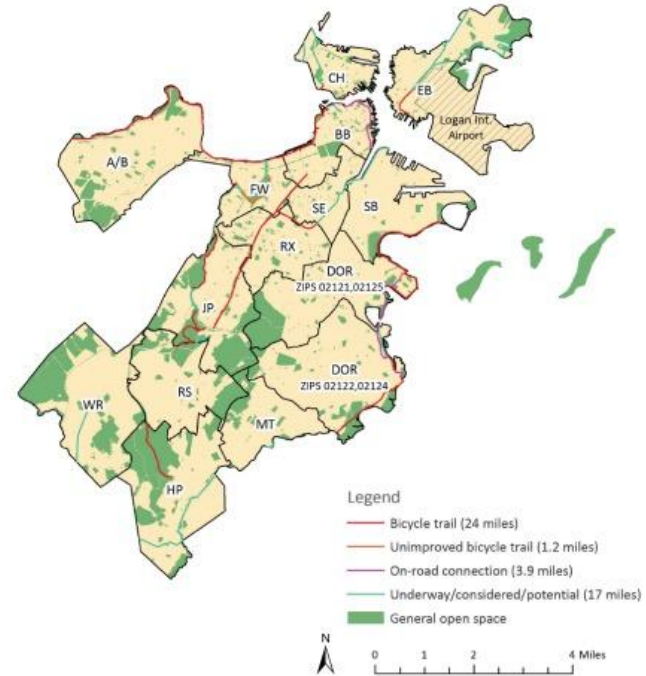 CH
EB
Logan Int.
Airport
BB
A/B
FW
SE
SB
RX
DOR
ZIPS 02121,02125
JP
DOR
ZIPS 02122,02124
WR
RS
MT
HP
Legend
Bicycle trail (24 miles)
Unimproved bicycle trail (1.2 miles)
On-road connection (3.9 miles)
Underway/considered/potential (17 miles)
General open space
N
0 1 2 4 Miles